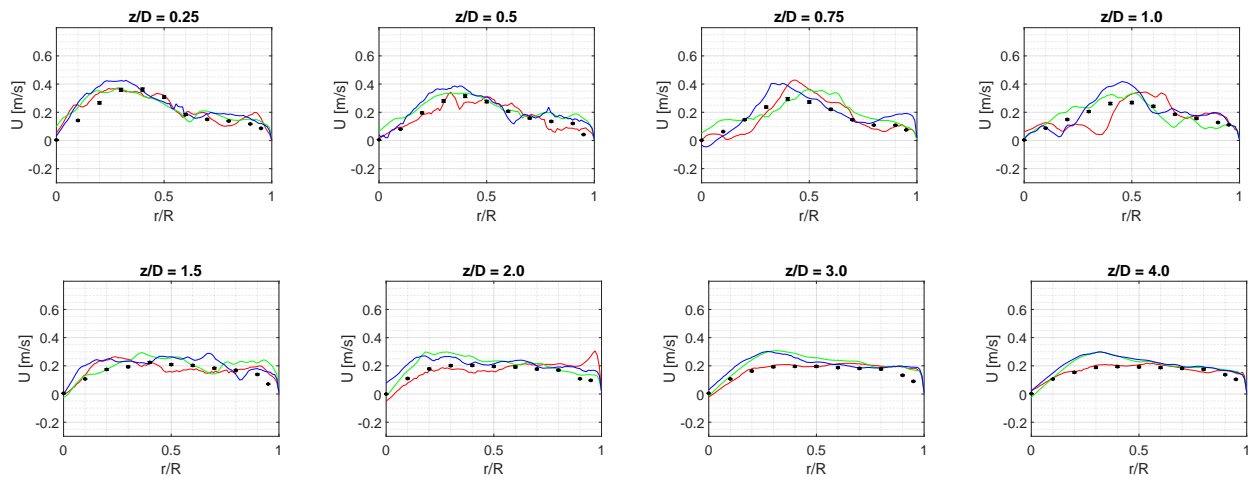 z/D = 0.25
z/D = 0.5
z/D = 0.75
z/D = 1.0
U [m/s]
0.6
0.4
0.2
0
-0.2
0
0.5
1
r/R
U [m/s]
0.6
0.4
0.2
0
-0.2
0
0.5
1
r/R
U [m/s]
0.6
0.4
0.2
0
-0.2
0
0.5
1
r/R
U [m/s]
0.6
0.4
0.2
0
-0.2
0
0.5
1
r/R
z/D = 1.5
z/D = 2.0
z/D = 3.0
z/D = 4.0
U [m/s]
0.6
0.4
0.2
0
-0.2
0
0.5
1
r/R
U [m/s]
0.6
0.4
0.2
0
-0.2
0
0.5
1
r/R
U [m/s]
0.6
0.4
0.2
0
-0.2
0
0.5
1
r/R
U [m/s]
0.6
0.4
0.2
0
-0.2
0
0.5
1
r/R